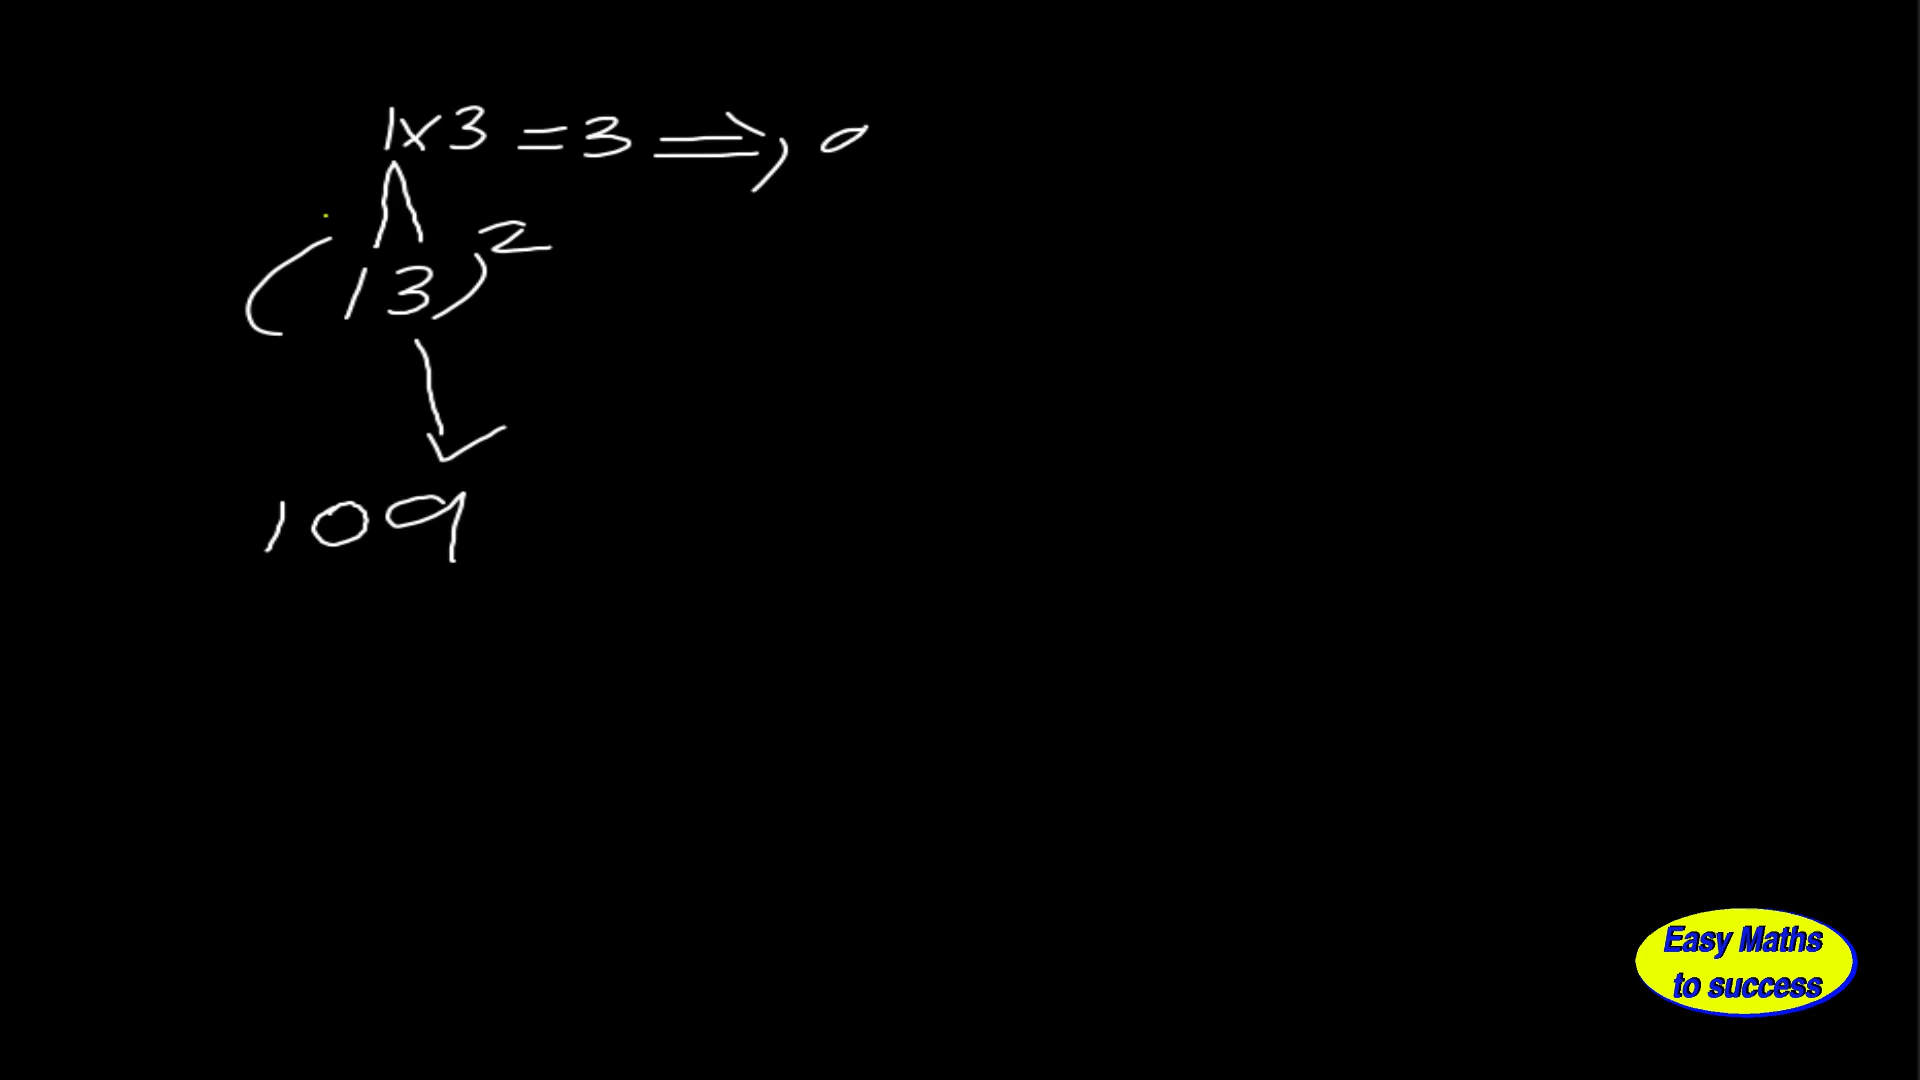 1x3=3⇒, 0
(13)²
109
Easy Maths
to success